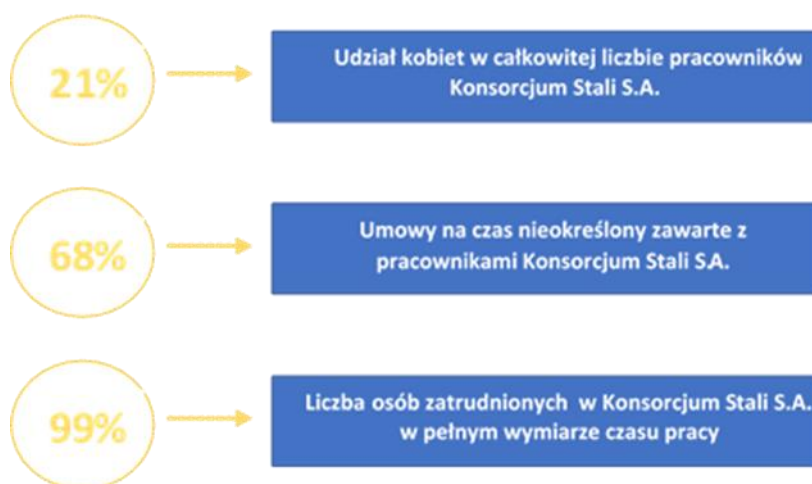 21%
Udział kobiet w całkowitej liczbie pracowników
Konsorcjum Stali S.A.
68%
Umowy na czas nieokreślony zawarte z
pracownikami Konsorcjum Stali S.A.
99%
Liczba osób zatrudnionych w Konsorcjum Stali S.A.
w pełnym wymiarze czasu pracy